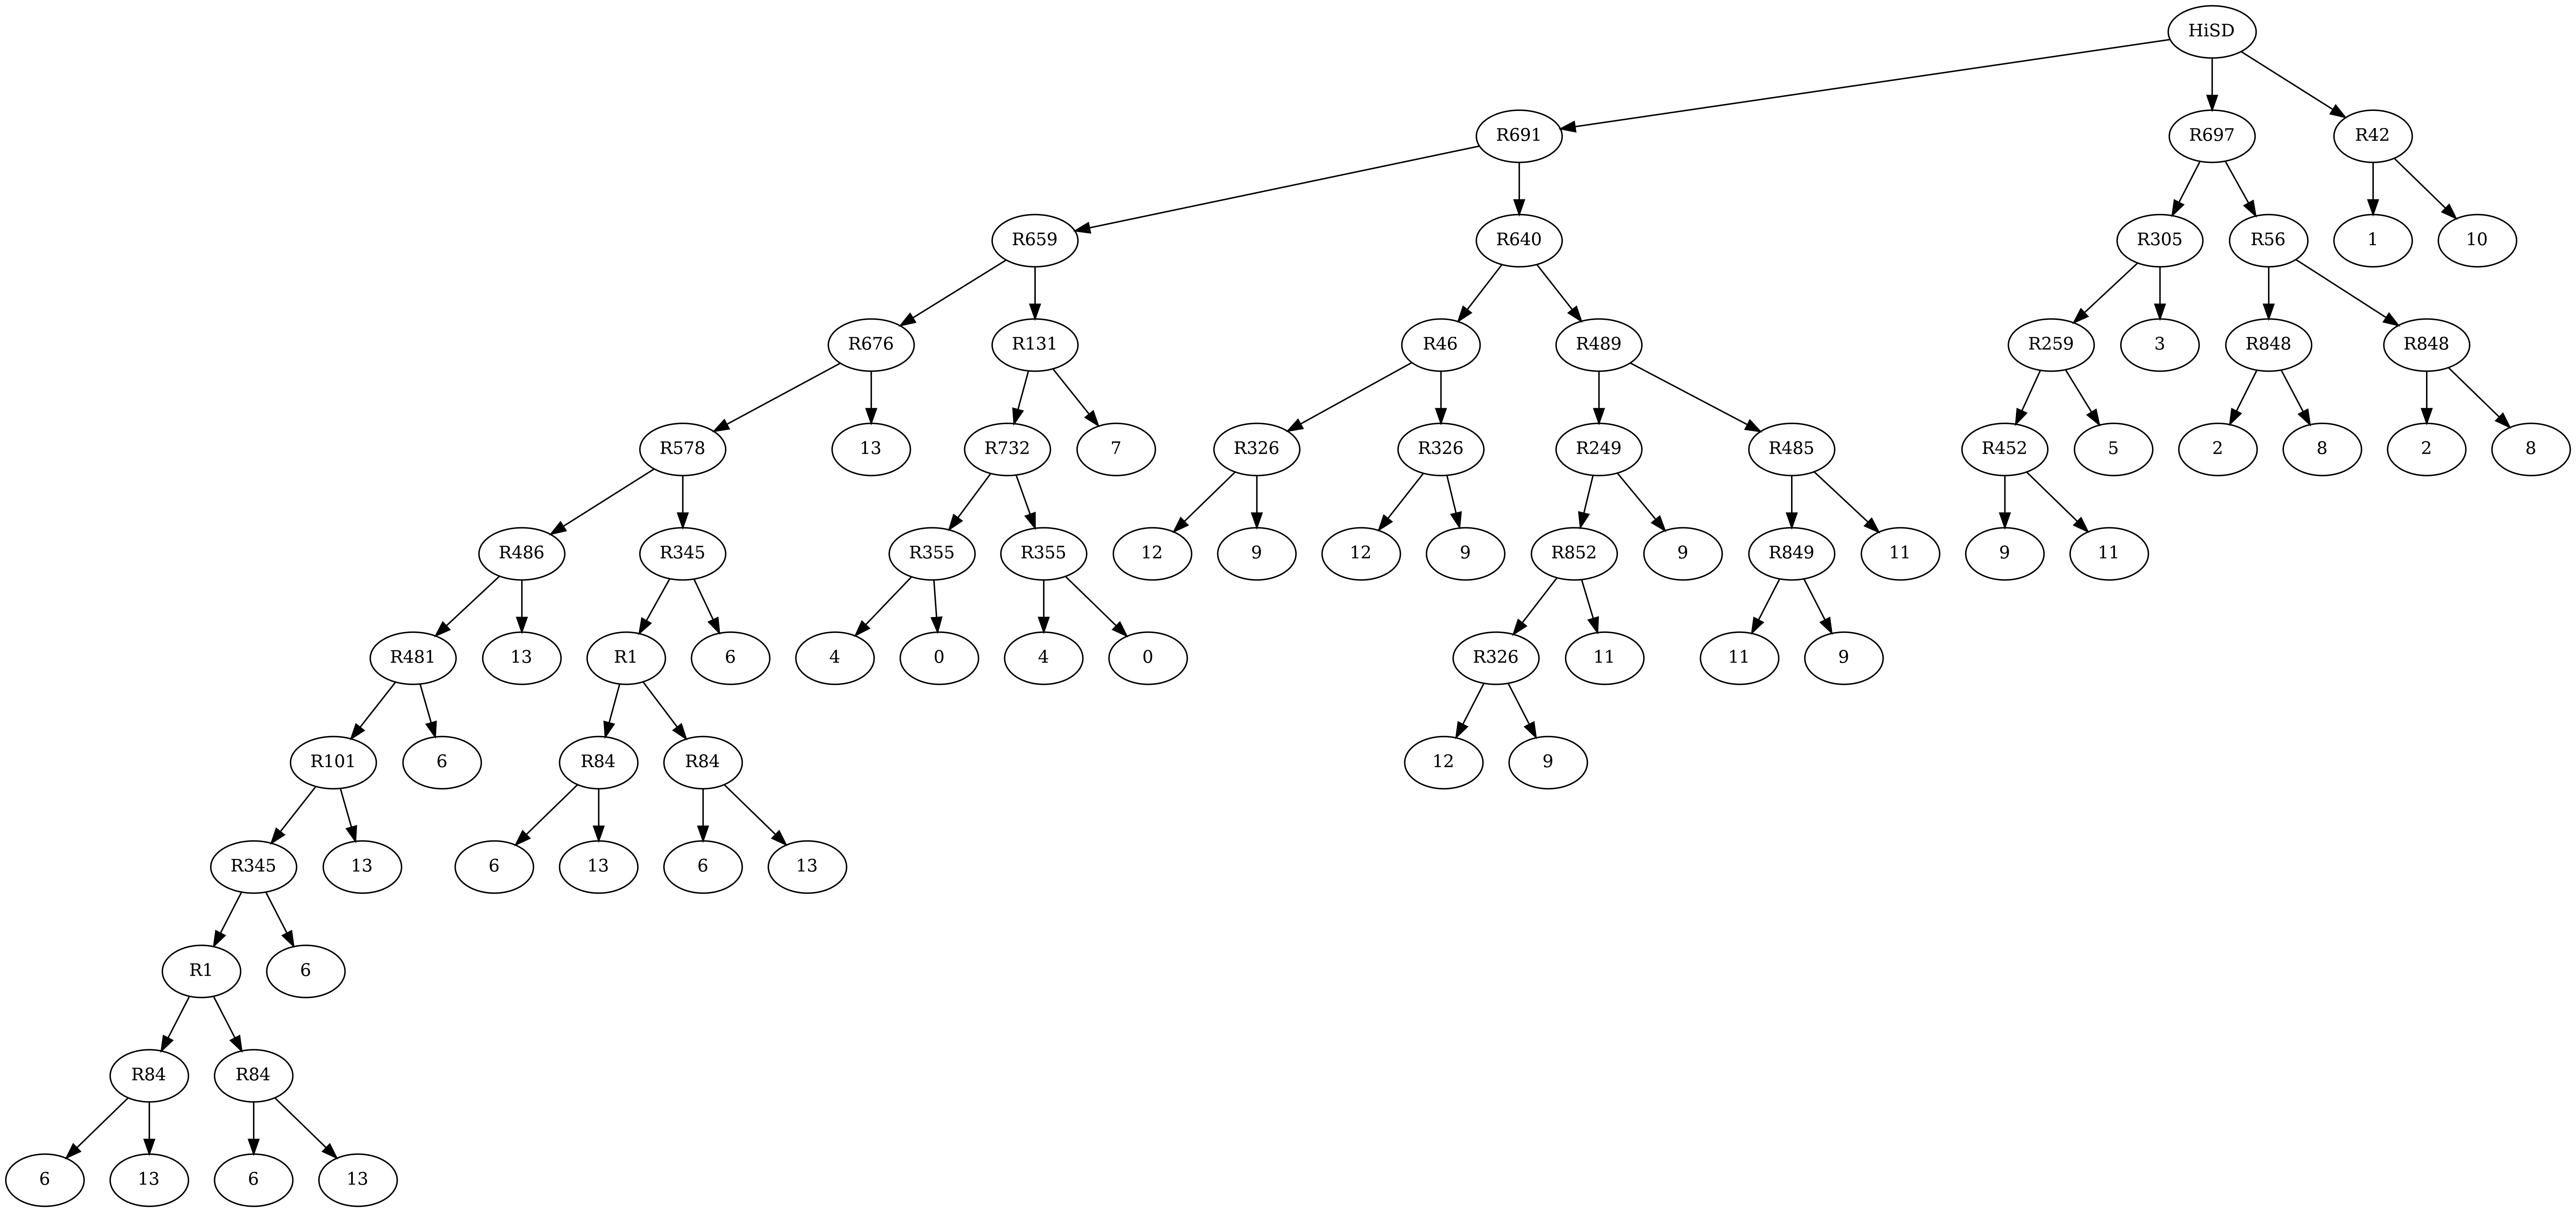 HiSD
R691 R697 R42
R659 R640 R305 R56 1 10
R676 R131 R46 R489 R259 3 R848 R848
R578 13 R732 7 R326 R326 R249 R485 R452 5 2 8 2 8
R486 R345 R355 R355 12 9 12 9 R852 9 R849 11 9 11
R481 13 R1 6 4 0 4 0 R326 11 11 9
R101 6 R84 R84 12 9
R345 13 6 13 6 13
R1 6
R84 R84
6 13 6 13